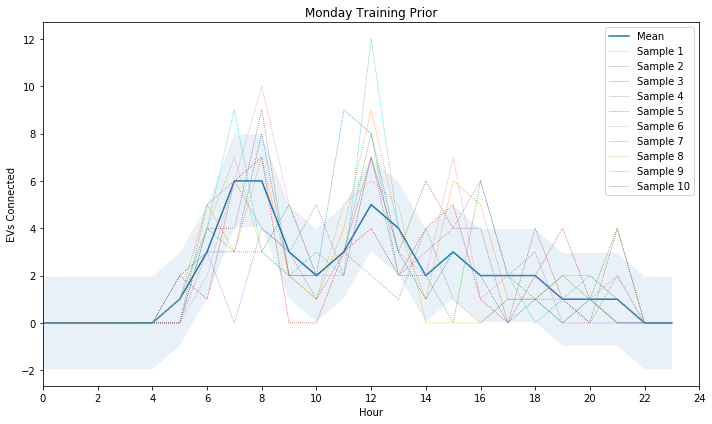 Monday Training Prior
12
10
8
6
4
2
0
−2
EVs Connected
Mean
Sample 1
Sample 2
Sample 3
Sample 4
Sample 5
Sample 6
Sample 7
Sample 8
Sample 9
Sample 10
0 2 4 6 8 10 12 14 16 18 20 22 24
Hour